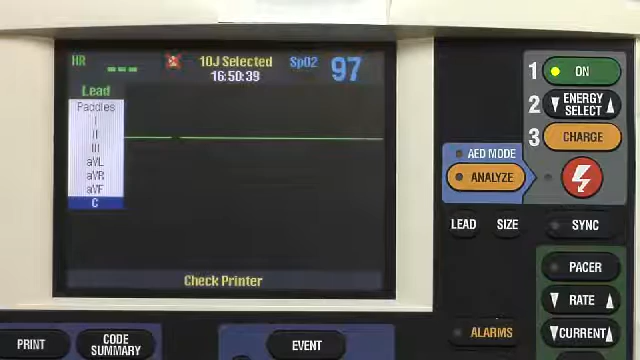 HR
---
10J Selected
16:50:39
SpO2
97
Lead
Paddles
I
II
III
aVL
aVR
aVF
C
Check Printer
1 ON
2 ENERGY SELECT
3 CHARGE
AED MODE
ANALYZE
LEAD
SIZE
SYNC
PACER
RATE
CURRENT
ALARMS
PRINT
CODE
SUMMARY
EVENT